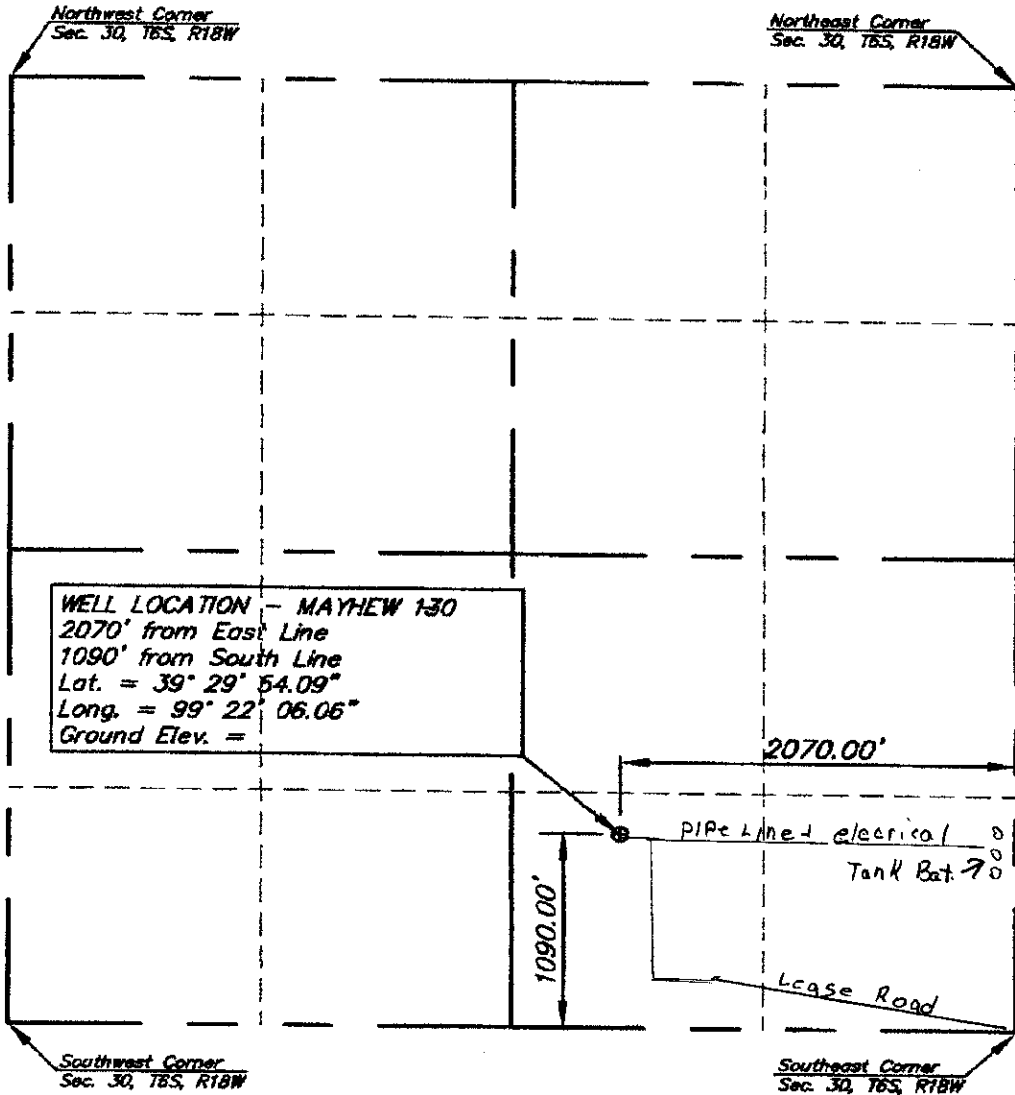 Northwest Corner
Sec. 30, T6S, R18W
Northeast Corner
Sec. 30, T6S, R18W
WELL LOCATION - MAYHEW 1-30
2070' from East Line
1090' from South Line
Lat. = 39° 29' 54.09"
Long. = 99° 22' 06.06"
Ground Elev. =
2070.00'
PIPe Line + elecrical
Tank Bat.
1090.00'
Lease Road
Southwest Corner
Sec. 30, T6S, R18W
Southeast Corner
Sec. 30, T6S, R18W